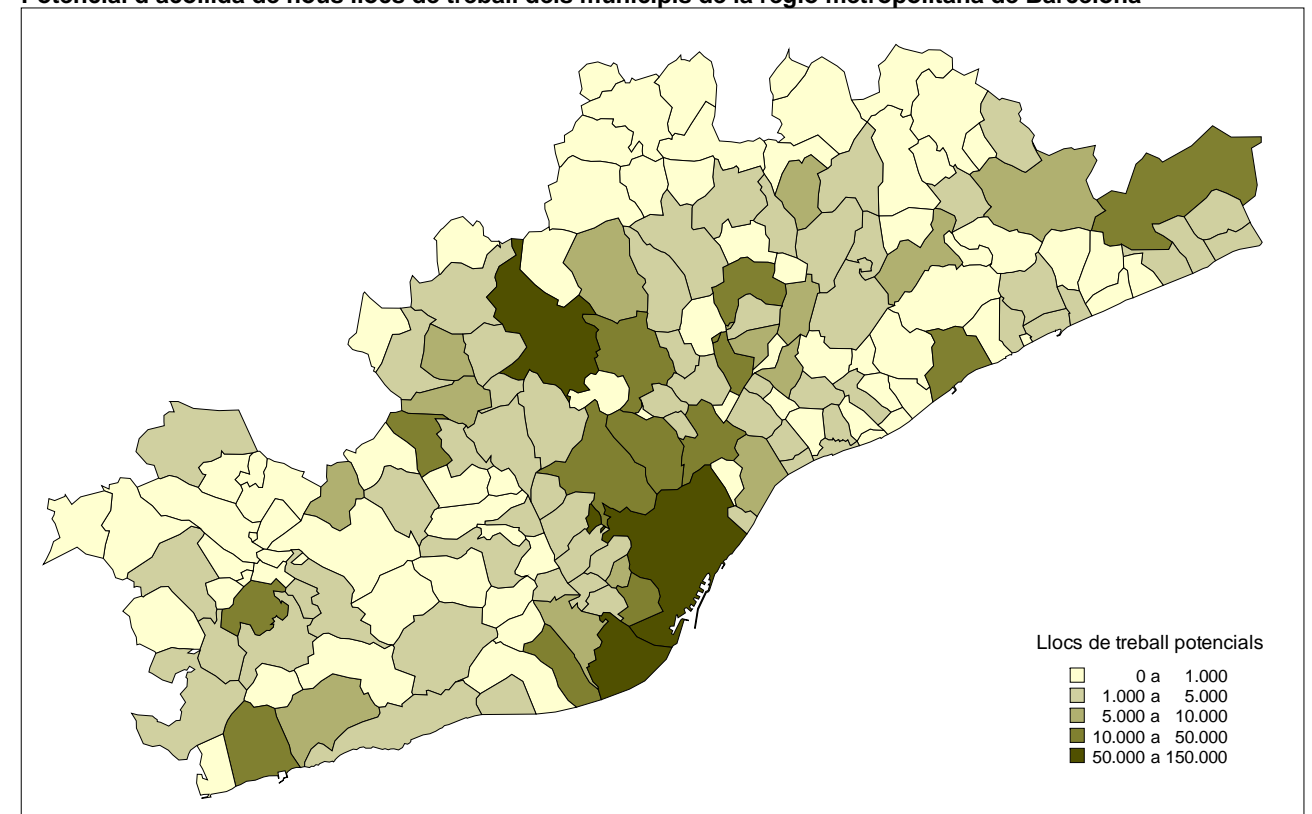 Potencial d'acollida de nous llocs de treball dels municipis de la regió metropolitana de Barcelona
Llocs de treball potencials
0 a 1.000
1.000 a 5.000
5.000 a 10.000
10.000 a 50.000
50.000 a 150.000